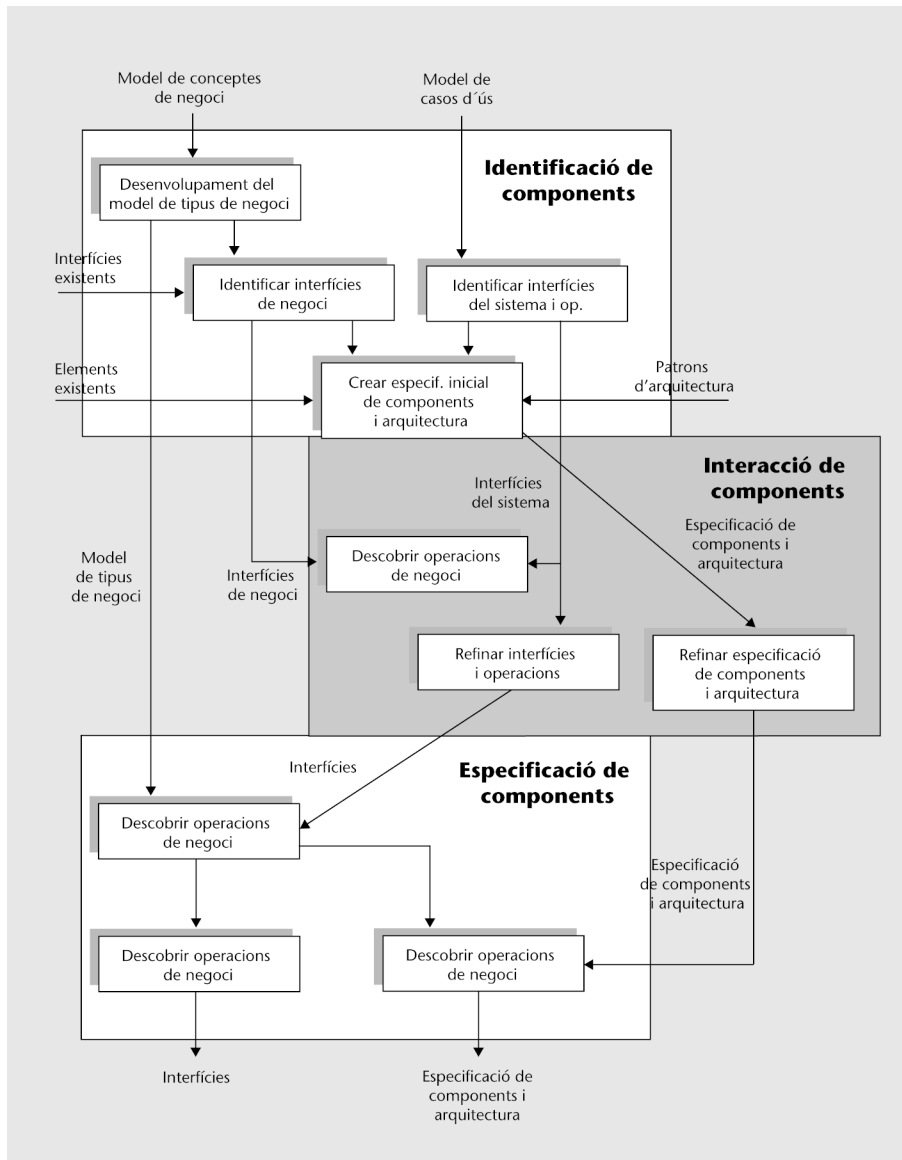 Model de conceptes
de negoci
Model de
casos d´ús
Identificació de
components
Desenvolupament del
model de tipus de negoci
Interfícies
existents
Identificar interfícies
de negoci
Identificar interfícies
del sistema i op.
Elements
existents
Crear especif. inicial
de components
i arquitectura
Patrons
d’arquitectura
Interacció de
components
Interfícies
del sistema
Especificació de
components i
arquitectura
Model
de tipus
de negoci
Interfícies
de negoci
Descobrir operacions
de negoci
Refinar interfícies
i operacions
Refinar especificació
de components
i arquitectura
Interfícies
Especificació de
components
Descobrir operacions
de negoci
Especificació
de components
i arquitectura
Descobrir operacions
de negoci
Descobrir operacions
de negoci
Interfícies
Especificació de
components i
arquitectura